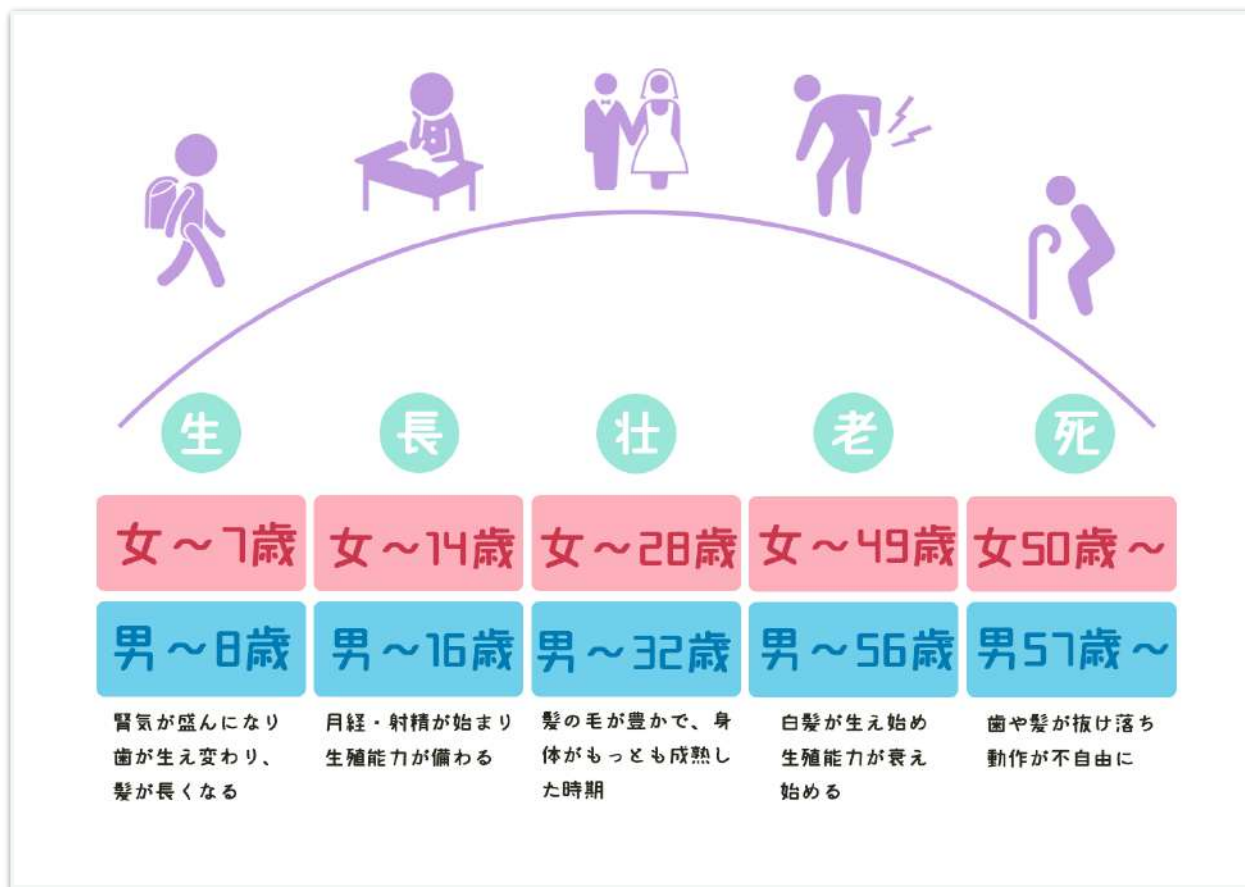 生
長
壮
老
死
女～7歳
女～14歳
女～28歳
女～49歳
女50歳～
男～8歳
男～16歳
男～32歳
男～56歳
男57歳～
腎気が盛んになり
歯が生え変わり、
髪が長くなる
月経・射精が始まり
生殖能力が備わる
髪の毛が豊かで、身
体がもっとも成熟し
た時期
白髪が生え始め
生殖能力が衰え
始める
歯や髪が抜け落ち
動作が不自由に